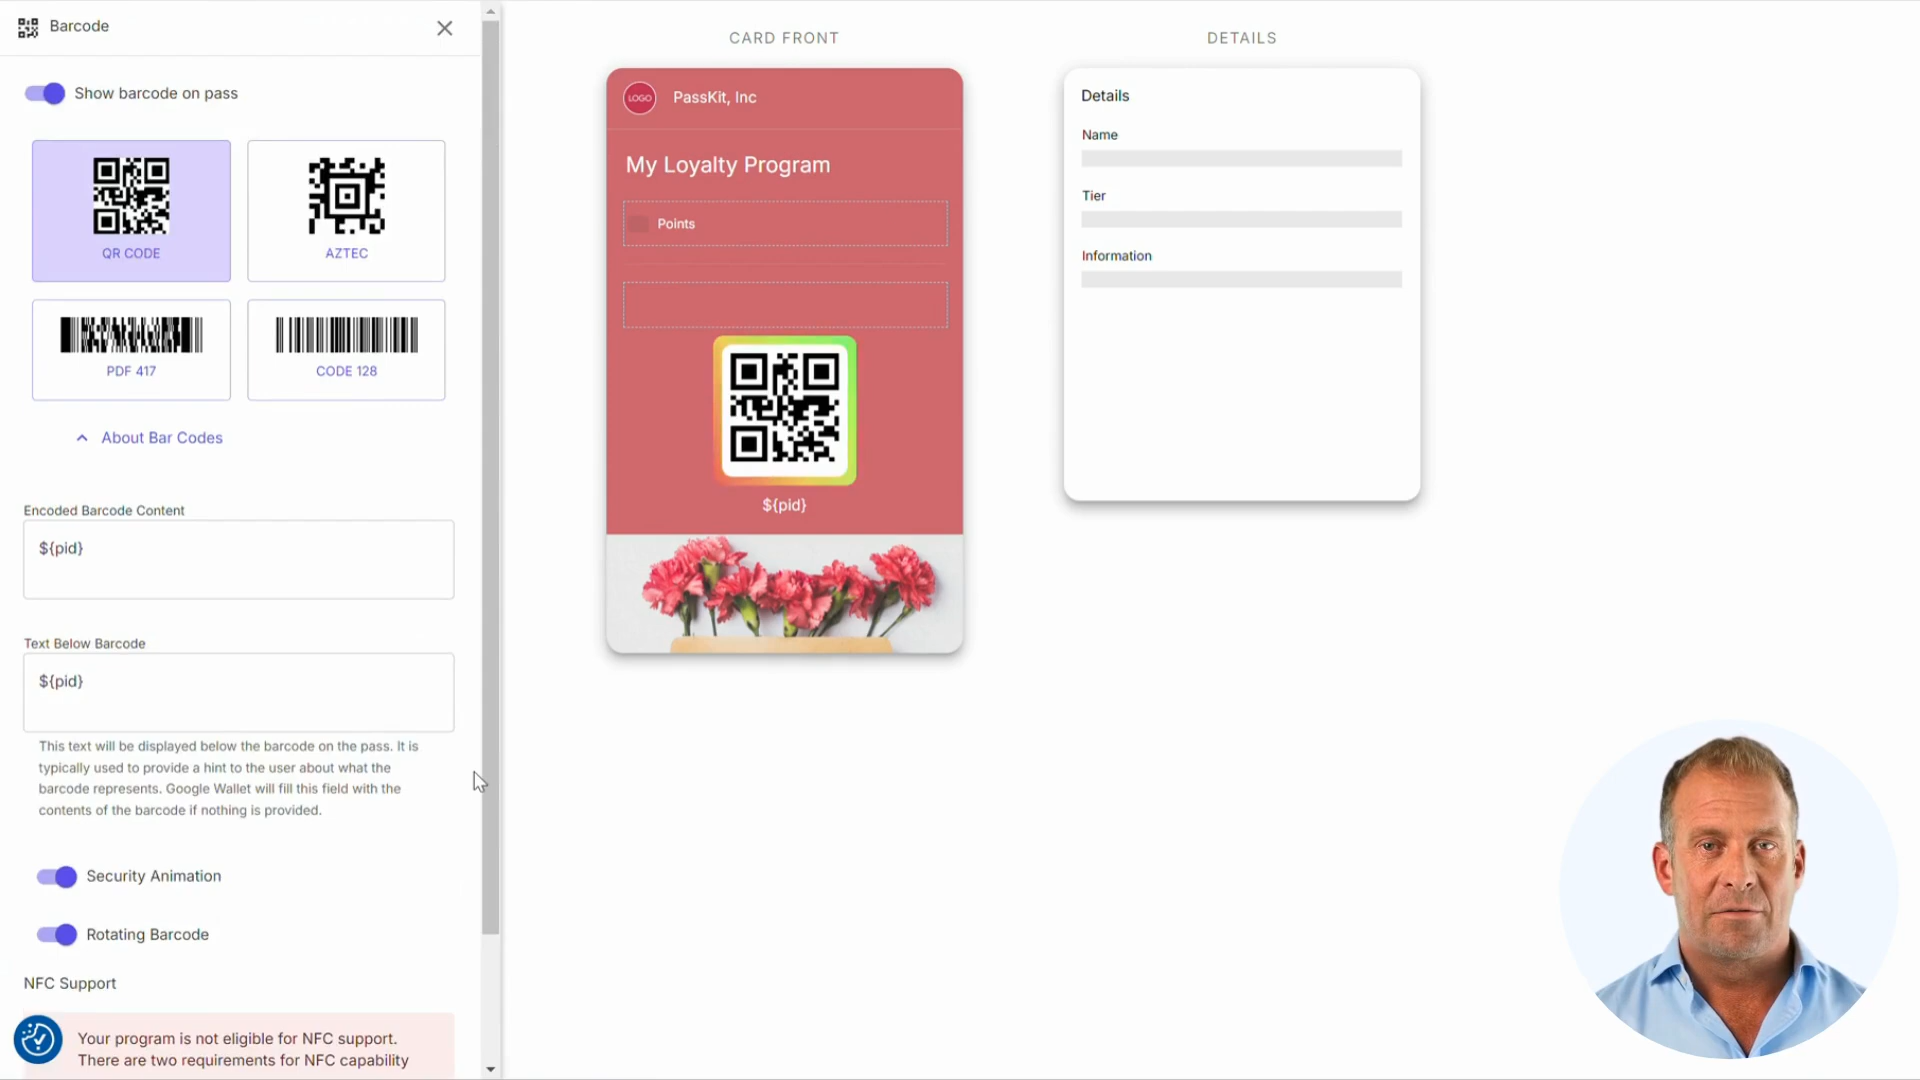 Barcode
Show barcode on pass
QR CODE
AZTEC
PDF 417
CODE 128
About Bar Codes
Encoded Barcode Content
${pid}
Text Below Barcode
${pid}
This text will be displayed below the barcode on the pass. It is
typically used to provide a hint to the user about what the
barcode represents. Google Wallet will fill this field with the
contents of the barcode if nothing is provided.
Security Animation
Rotating Barcode
NFC Support
Your program is not eligible for NFC support.
There are two requirements for NFC capability
CARD FRONT
LOGO
PassKit, Inc
My Loyalty Program
Points
${pid}
DETAILS
Details
Name
Tier
Information